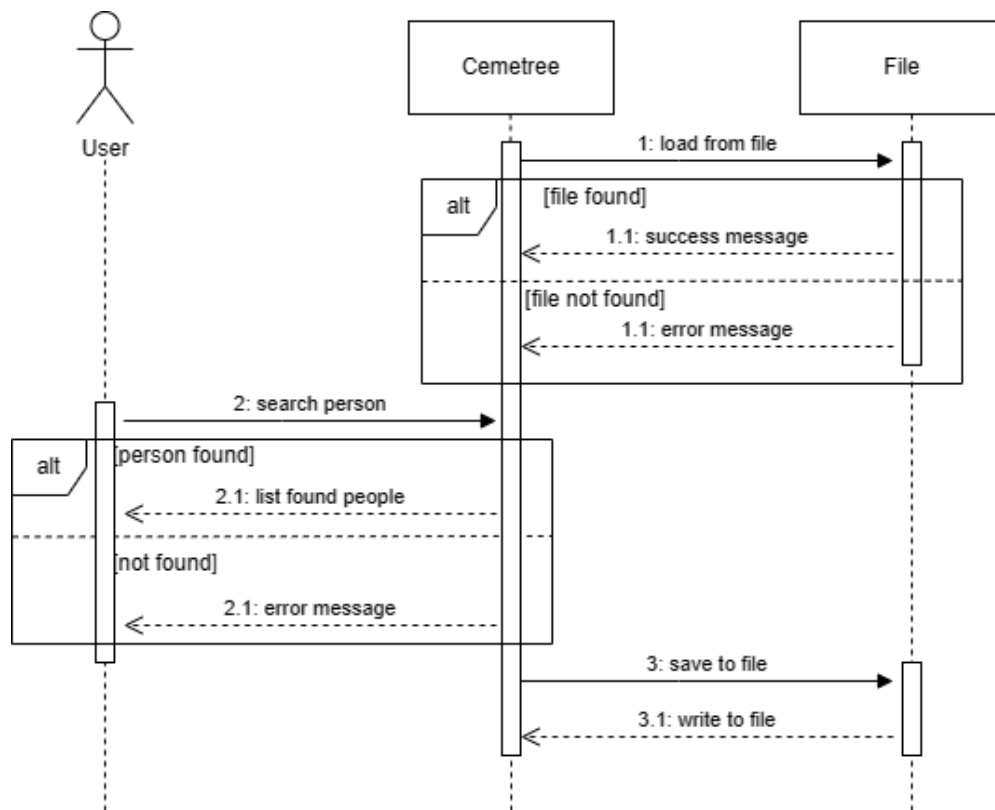 User
Cemetree
File
1: load from file
alt
[file found]
1.1: success message
[file not found]
1.1: error message
2: search person
alt
[person found]
2.1: list found people
[not found]
2.1: error message
3: save to file
3.1: write to file